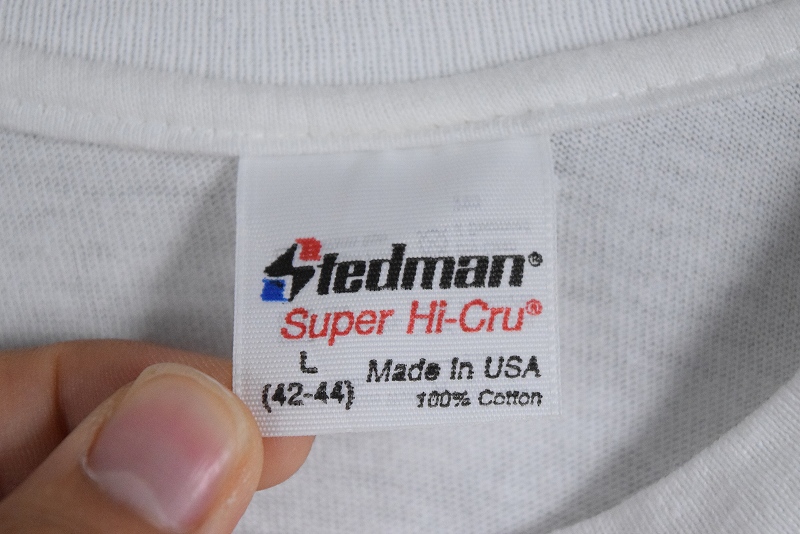 Stedman®
Super Hi-Cru®
L
(42-44)
Made In USA
100% Cotton